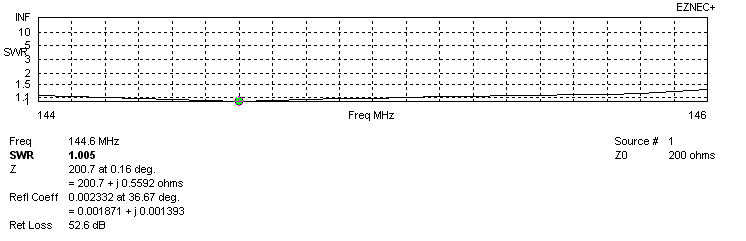 EZNEC+
INF
10
5
SWR
3
2
1.5
1.1
144 Freq MHz 146
Freq 144.6 MHz Source # 1
SWR 1.005 Z0 200 ohms
Z 200.7 at 0.16 deg.
= 200.7 + j 0.5592 ohms
Refl Coeff 0.002332 at 36.67 deg.
= 0.001871 + j 0.001393
Ret Loss 52.6 dB